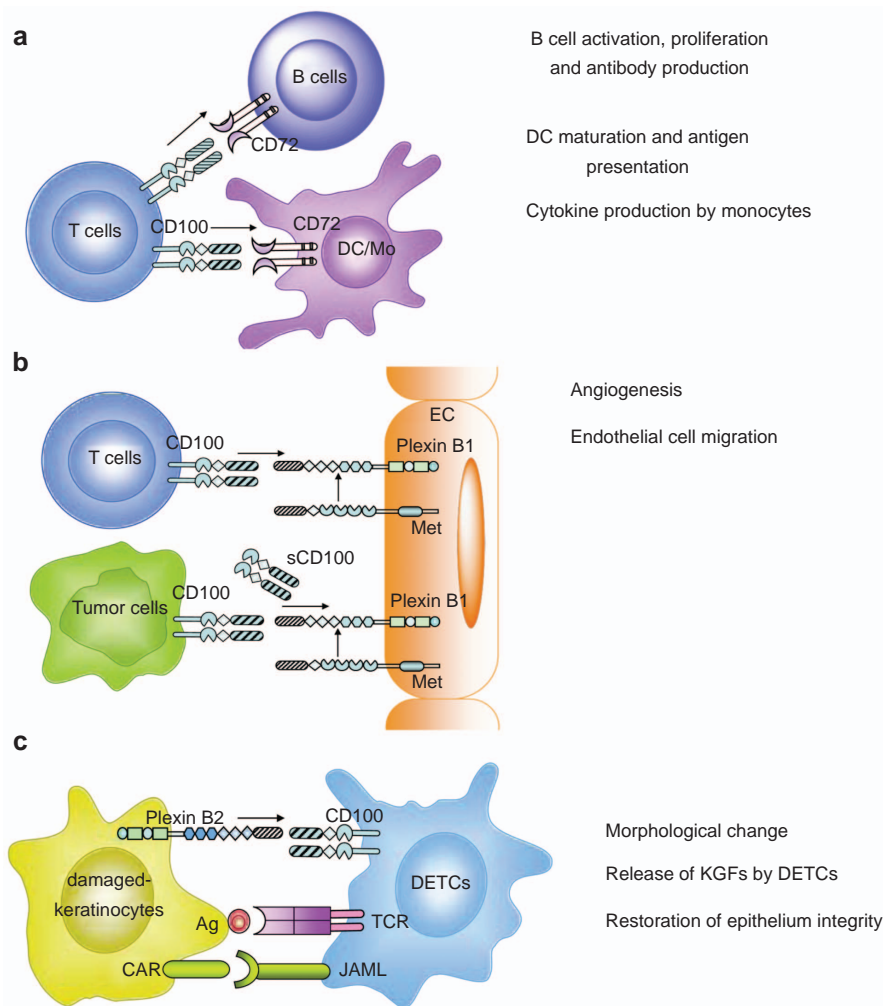 a
B cells
CD72
T cells
CD100
CD72
DC/Mo
B cell activation, proliferation
and antibody production
DC maturation and antigen
presentation
Cytokine production by monocytes
b
T cells
CD100
EC
Plexin B1
Met
Tumor cells
CD100
sCD100
Plexin B1
Met
Angiogenesis
Endothelial cell migration
c
Plexin B2
CD100
damaged-
keratinocytes
DETCs
Ag
TCR
CAR
JAML
Morphological change
Release of KGFs by DETCs
Restoration of epithelium integrity